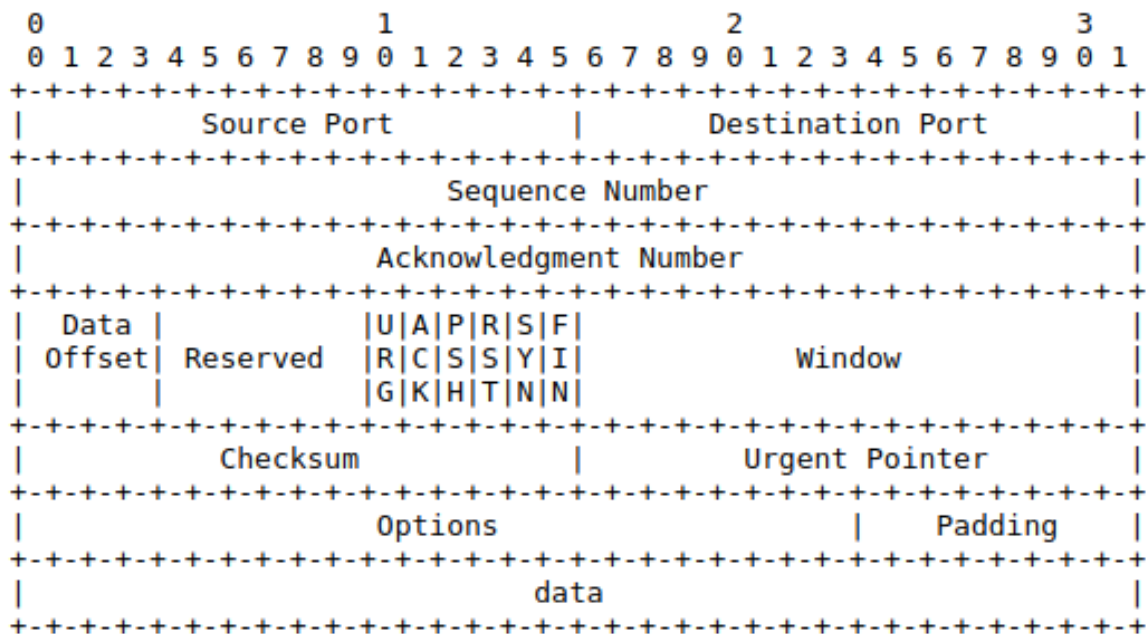 0                   1                   2                   3
 0 1 2 3 4 5 6 7 8 9 0 1 2 3 4 5 6 7 8 9 0 1 2 3 4 5 6 7 8 9 0 1
+-+-+-+-+-+-+-+-+-+-+-+-+-+-+-+-+-+-+-+-+-+-+-+-+-+-+-+-+-+-+-+-+
|          Source Port          |       Destination Port        |
+-+-+-+-+-+-+-+-+-+-+-+-+-+-+-+-+-+-+-+-+-+-+-+-+-+-+-+-+-+-+-+-+
|                        Sequence Number                        |
+-+-+-+-+-+-+-+-+-+-+-+-+-+-+-+-+-+-+-+-+-+-+-+-+-+-+-+-+-+-+-+-+
|                    Acknowledgment Number                      |
+-+-+-+-+-+-+-+-+-+-+-+-+-+-+-+-+-+-+-+-+-+-+-+-+-+-+-+-+-+-+-+-+
|  Data |           |U|A|P|R|S|F|                               |
| Offset| Reserved  |R|C|S|S|Y|I|            Window             |
|       |           |G|K|H|T|N|N|                               |
+-+-+-+-+-+-+-+-+-+-+-+-+-+-+-+-+-+-+-+-+-+-+-+-+-+-+-+-+-+-+-+-+
|           Checksum            |         Urgent Pointer        |
+-+-+-+-+-+-+-+-+-+-+-+-+-+-+-+-+-+-+-+-+-+-+-+-+-+-+-+-+-+-+-+-+
|                    Options                    |    Padding    |
+-+-+-+-+-+-+-+-+-+-+-+-+-+-+-+-+-+-+-+-+-+-+-+-+-+-+-+-+-+-+-+-+
|                             data                              |
+-+-+-+-+-+-+-+-+-+-+-+-+-+-+-+-+-+-+-+-+-+-+-+-+-+-+-+-+-+-+-+-+